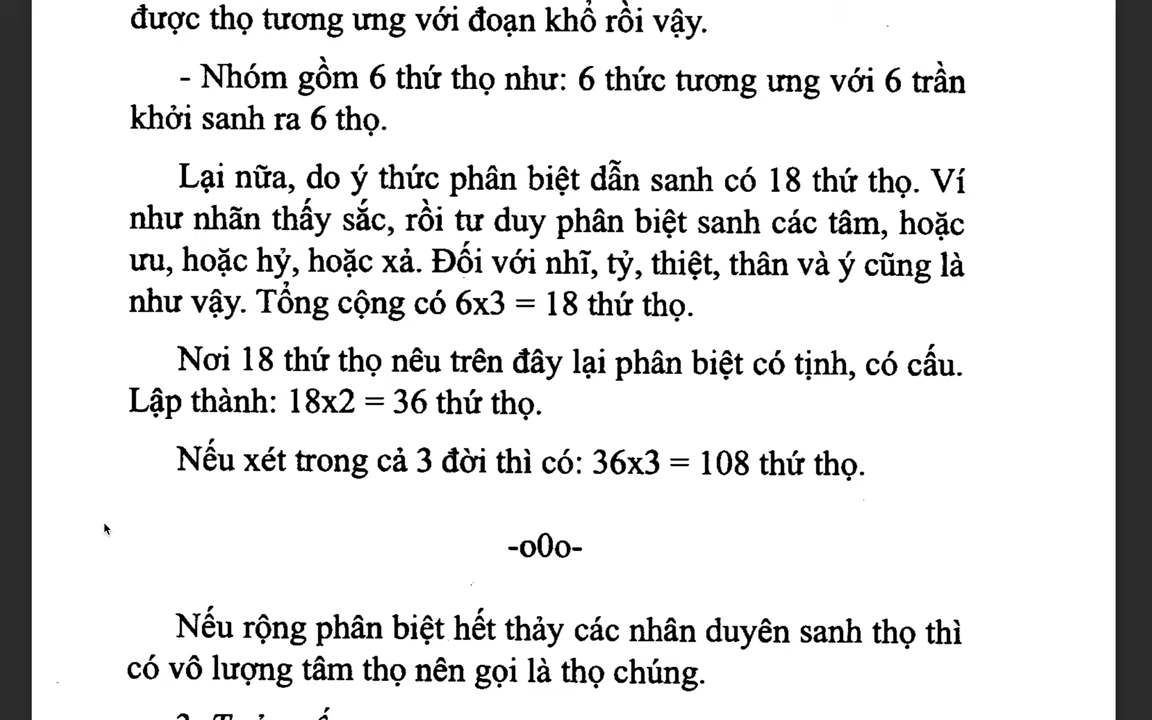 được thọ tương ưng với đoạn khổ rồi vậy.
- Nhóm gồm 6 thứ thọ như: 6 thức tương ưng với 6 trần
khởi sanh ra 6 thọ.
Lại nữa, do ý thức phân biệt dẫn sanh có 18 thứ thọ. Ví
như nhãn thấy sắc, rồi tư duy phân biệt sanh các tâm, hoặc
ưu, hoặc hỷ, hoặc xả. Đối với nhĩ, tỷ, thiệt, thân và ý cũng là
như vậy. Tổng cộng có 6x3 = 18 thứ thọ.
Nơi 18 thứ thọ nêu trên đây lại phân biệt có tịnh, có cấu.
Lập thành: 18x2 = 36 thứ thọ.
Nếu xét trong cả 3 đời thì có: 36x3 = 108 thứ thọ.
-o0o-
Nếu rộng phân biệt hết thảy các nhân duyên sanh thọ thì
có vô lượng tâm thọ nên gọi là thọ chúng.